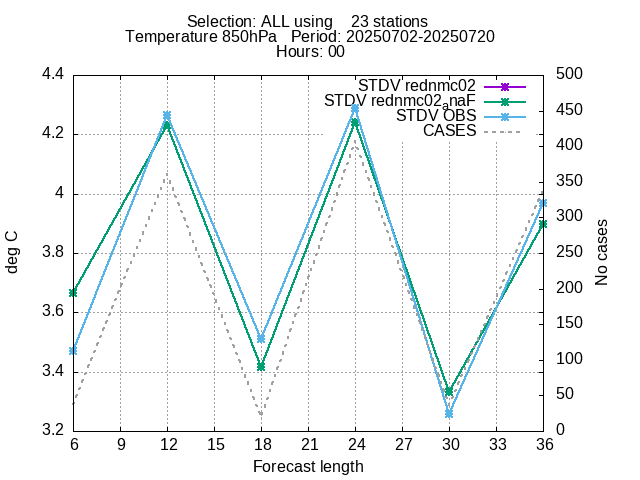 Selection: ALL using    23 stations
Temperature 850hPa   Period: 20250702-20250720
Hours: 00
4.4
4.2
4
3.8
3.6
3.4
3.2
500
450
400
350
300
250
200
150
100
50
0
STDV rednmc02
STDV rednmc02anaF
STDV OBS
CASES
deg C
No cases
6 9 12 15 18 21 24 27 30 33 36
Forecast length